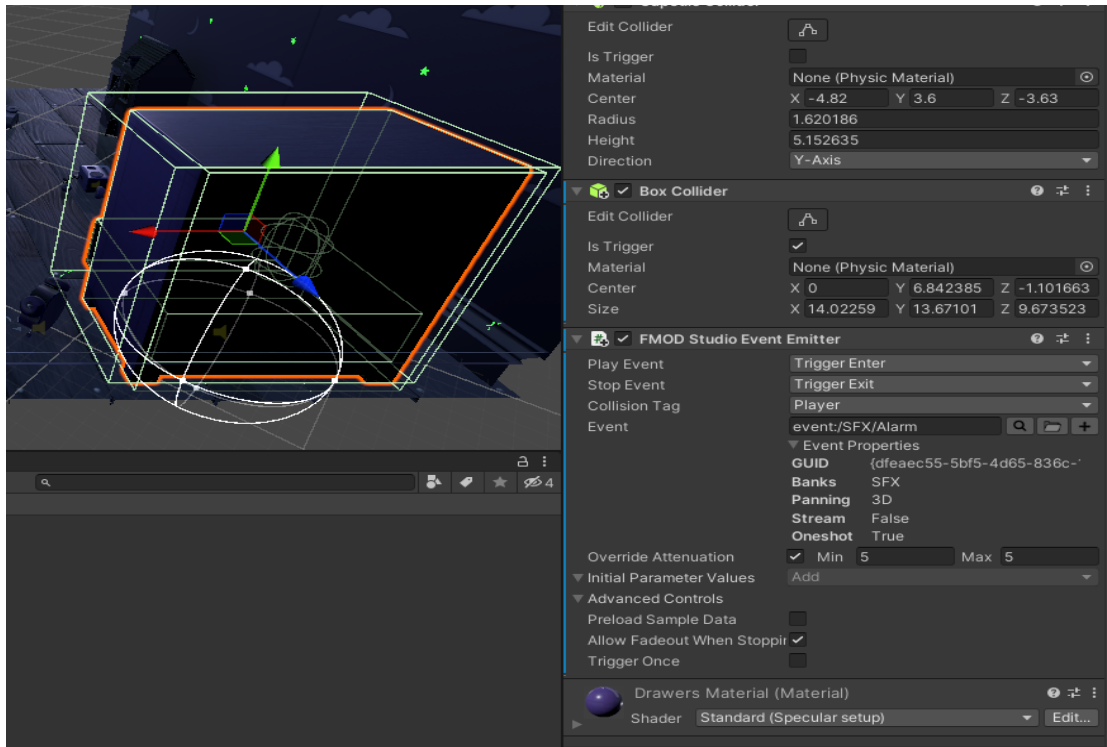 Capsule Collider
Edit Collider
Is Trigger
Material None (Physic Material)
Center X -4.82 Y 3.6 Z -3.63
Radius 1.620186
Height 5.152635
Direction Y-Axis
Box Collider
Edit Collider
Is Trigger
Material None (Physic Material)
Center X 0 Y 6.842385 Z -1.101663
Size X 14.02259 Y 13.67101 Z 9.673523
FMOD Studio Event Emitter
Play Event Trigger Enter
Stop Event Trigger Exit
Collision Tag Player
Event event:/SFX/Alarm
Event Properties
GUID {dfeaec55-5bf5-4d65-836c-
Banks SFX
Panning 3D
Stream False
Oneshot True
Override Attenuation Min 5 Max 5
Initial Parameter Values Add
Advanced Controls
Preload Sample Data
Allow Fadeout When Stoppin
Trigger Once
Drawers Material (Material)
Shader Standard (Specular setup) Edit...
4